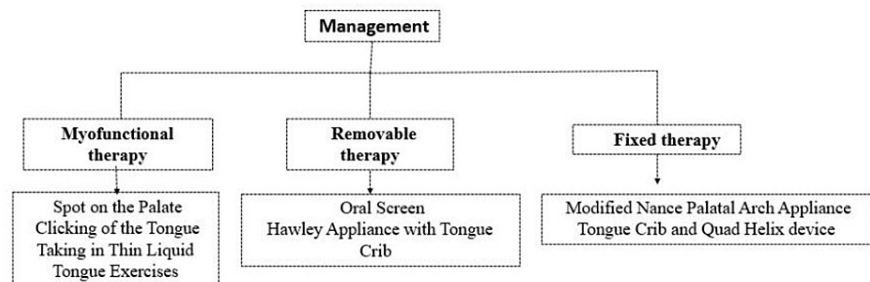 Management
Myofunctional
therapy
Removable
therapy
Fixed therapy
Spot on the Palate
Clicking of the Tongue
Taking in Thin Liquid
Tongue Exercises
Oral Screen
Hawley Appliance with Tongue
Crib
Modified Nance Palatal Arch Appliance
Tongue Crib and Quad Helix device